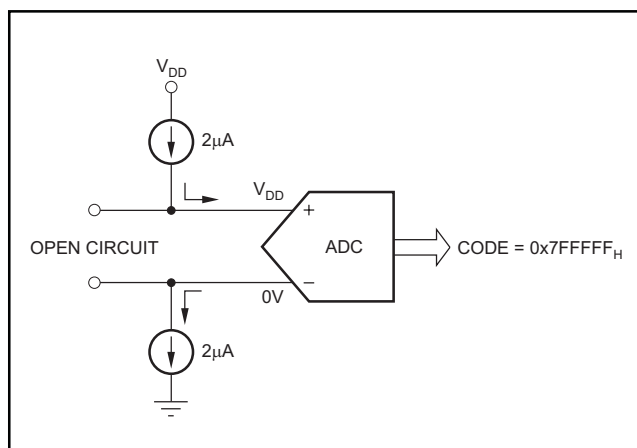 V_DD
2µA
V_DD
+
ADC
CODE = 0x7FFFFF_H
OPEN CIRCUIT
−
0V
2µA